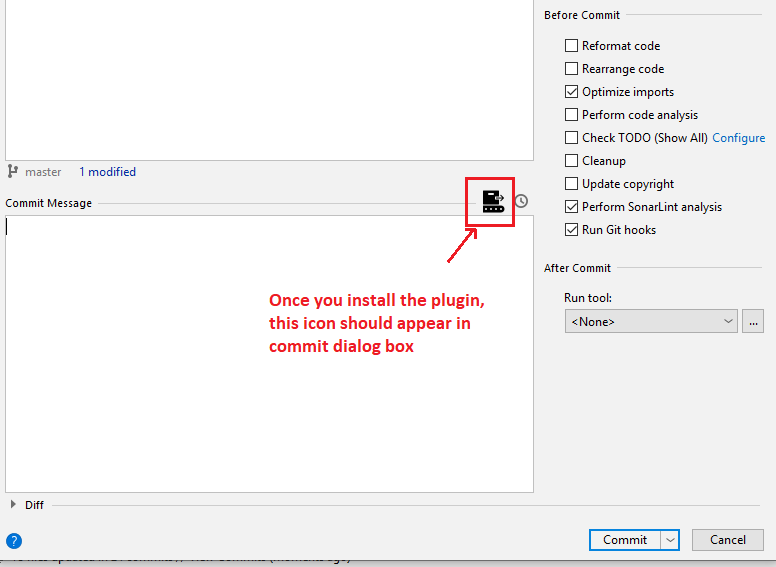 Before Commit
Reformat code
Rearrange code
Optimize imports
Perform code analysis
Check TODO (Show All) Configure
Cleanup
Update copyright
Perform SonarLint analysis
Run Git hooks
master 1 modified
Commit Message
Once you install the plugin,
this icon should appear in
commit dialog box
After Commit
Run tool:
<None>
...
Diff
?
Commit
Cancel